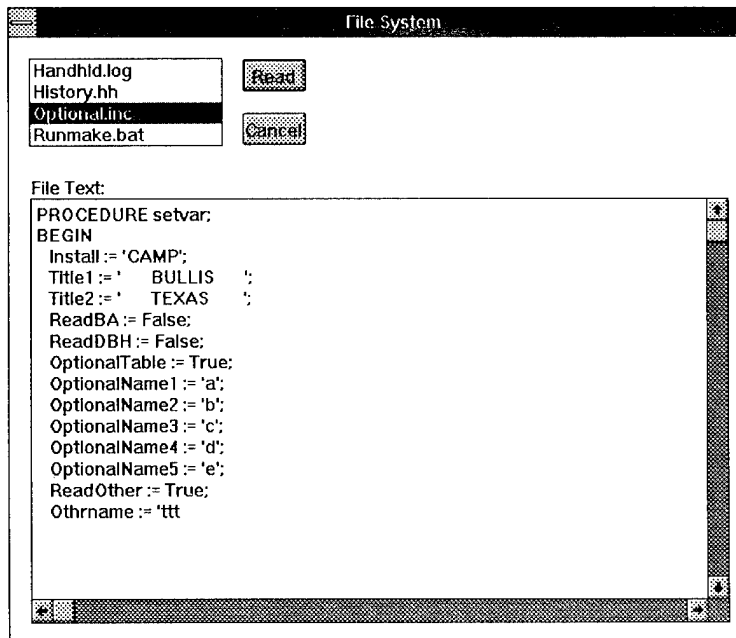 File System
Handhld.log
History.hh
Optional.inc
Runmake.bat
Read
Cancel
File Text:
PROCEDURE setvar;
BEGIN
Install := 'CAMP';
Title1 := '      BULLIS      ';
Title2 := '      TEXAS      ';
ReadBA := False;
ReadDBH := False;
OptionalTable := True;
OptionalName1 := 'a';
OptionalName2 := 'b';
OptionalName3 := 'c';
OptionalName4 := 'd';
OptionalName5 := 'e';
ReadOther := True;
Othrname := 'ttt